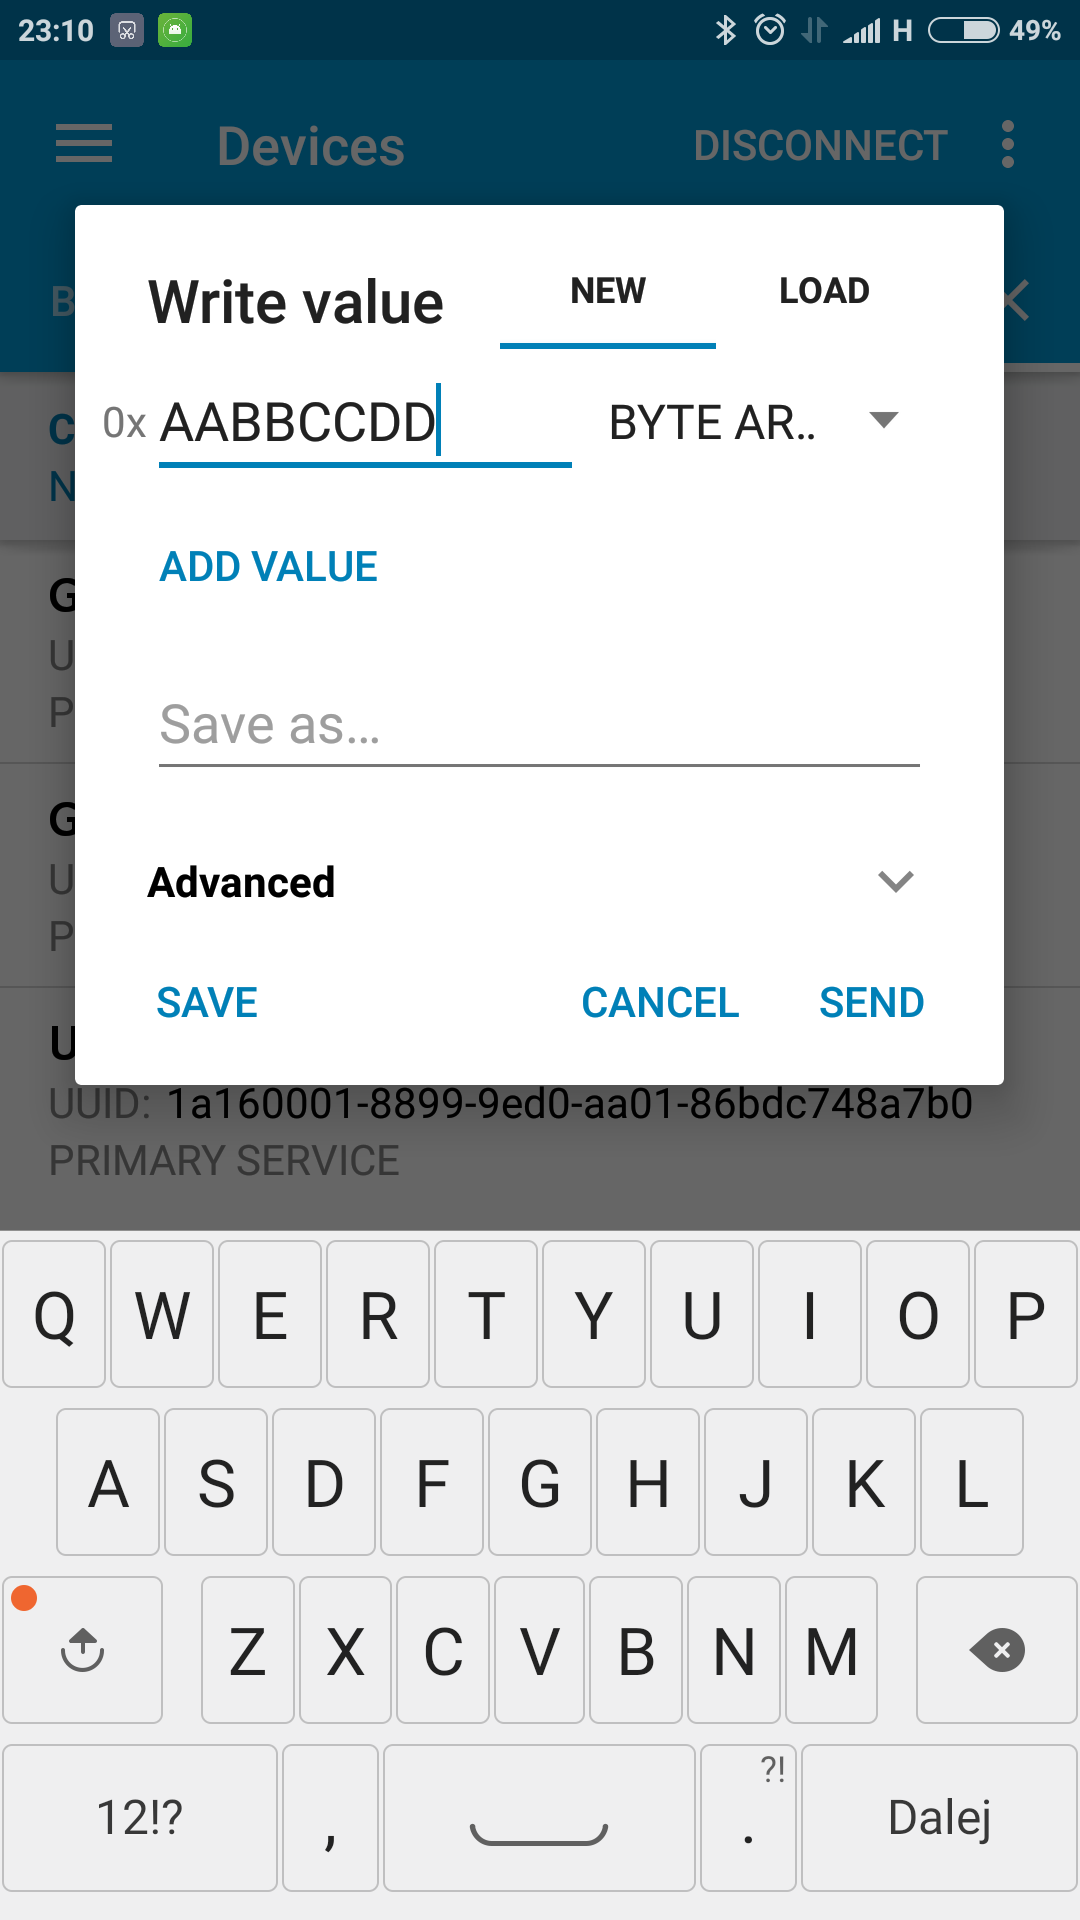 23:10 H 49%
Devices DISCONNECT
B
Write value NEW LOAD
C
0x AABBCCDD BYTE AR..
N
ADD VALUE
G
U
P
Save as...
G
U
Advanced
P
SAVE CANCEL SEND
U
UUID: 1a160001-8899-9ed0-aa01-86bdc748a7b0
PRIMARY SERVICE
Q W E R T Y U I O P
A S D F G H J K L
Z X C V B N M
12!? , ?! . Dalej